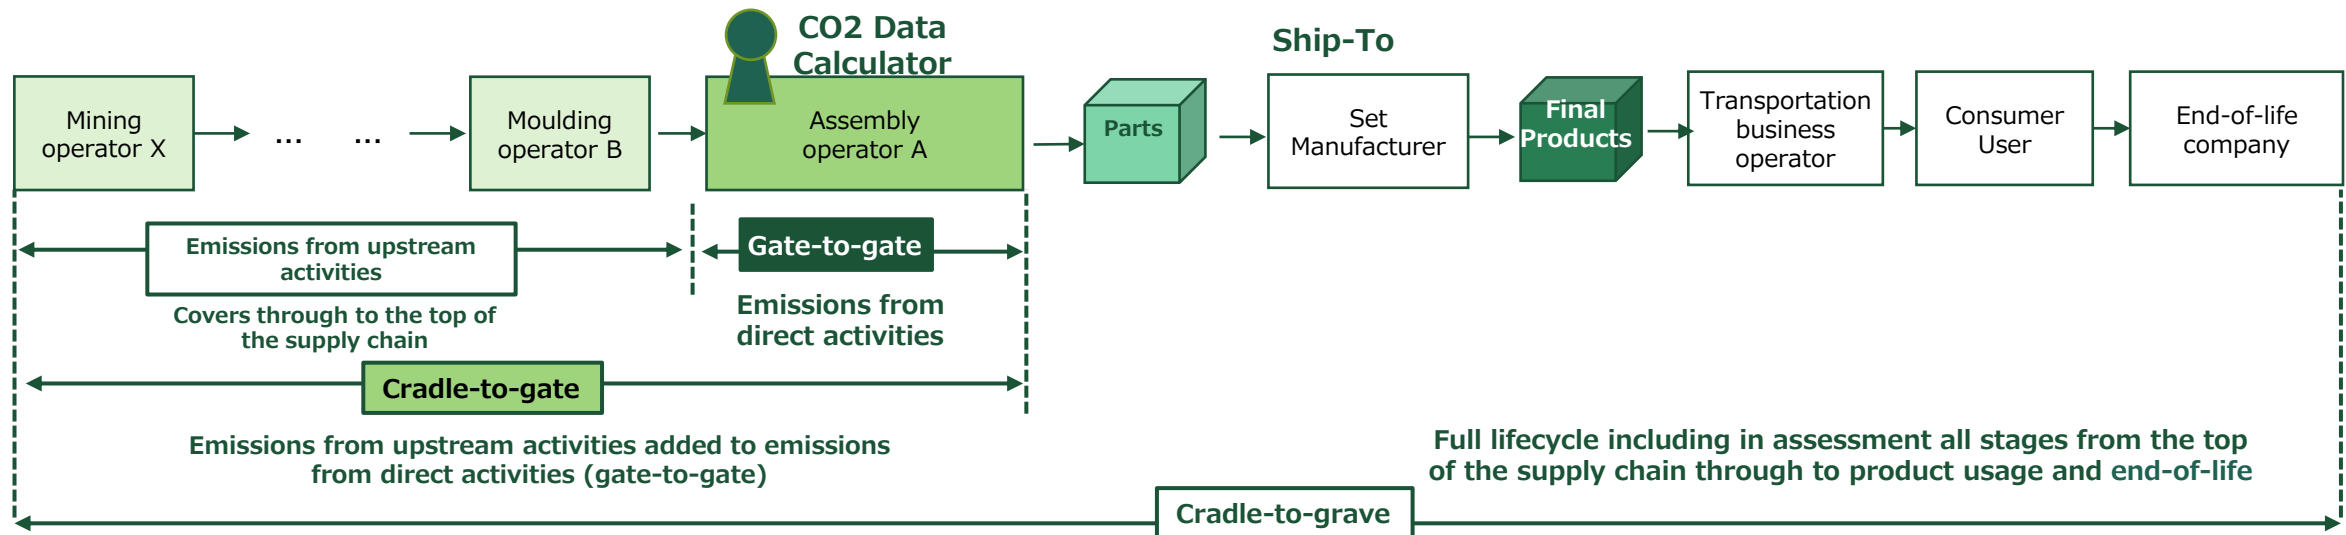 CO2 Data
Calculator
Ship-To
Mining
operator X
... ...
Moulding
operator B
Assembly
operator A
Parts
Set
Manufacturer
Final
Products
Transportation
business
operator
Consumer
User
End-of-life
company
Emissions from upstream
activities
Gate-to-gate
Covers through to the top of
the supply chain
Emissions from
direct activities
Cradle-to-gate
Emissions from upstream activities added to emissions
from direct activities (gate-to-gate)
Full lifecycle including in assessment all stages from the top
of the supply chain through to product usage and end-of-life
Cradle-to-grave